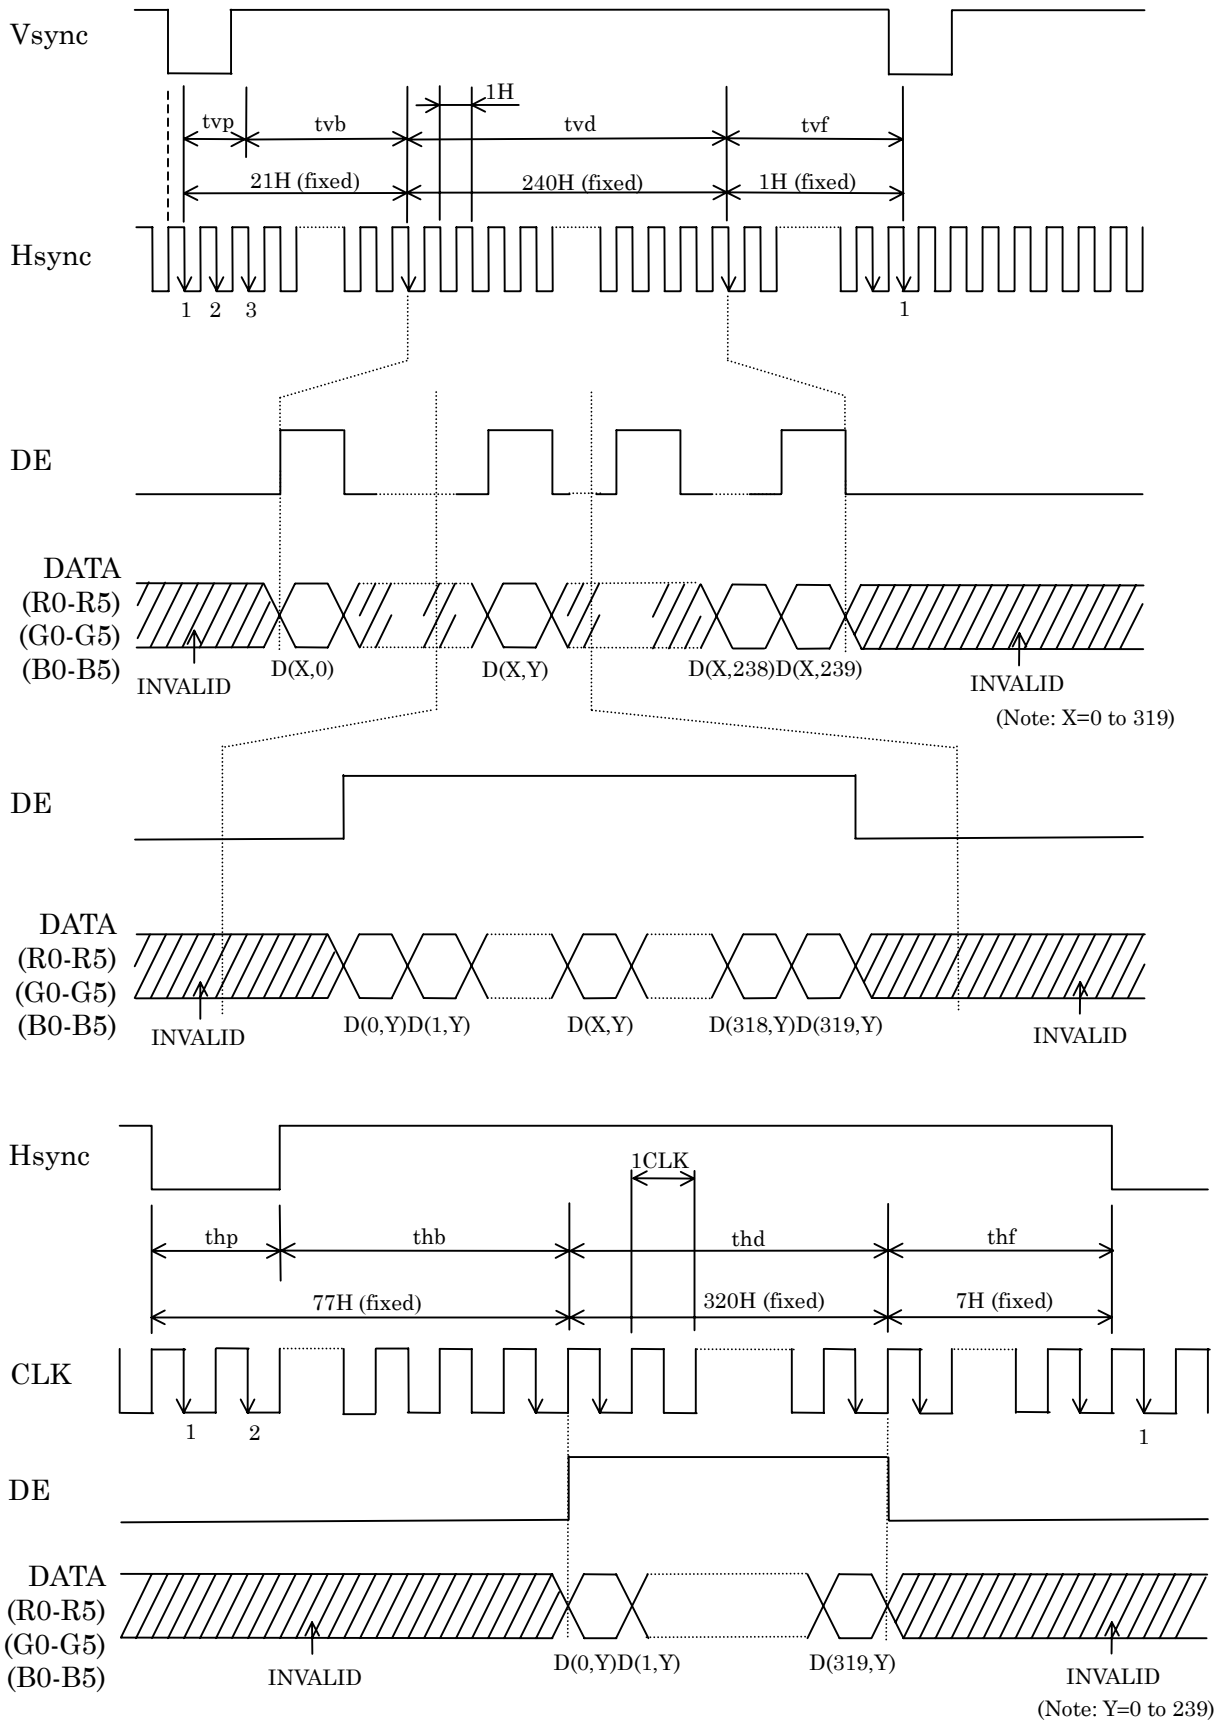 Vsync
1H
tvp tvb tvd tvf
21H (fixed) 240H (fixed) 1H (fixed)
Hsync
1 2 3 1
DE
DATA
(R0-R5)
(G0-G5)
(B0-B5)
INVALID D(X,0) D(X,Y) D(X,238)D(X,239) INVALID
(Note: X=0 to 319)
DE
DATA
(R0-R5)
(G0-G5)
(B0-B5)
INVALID D(0,Y)D(1,Y) D(X,Y) D(318,Y)D(319,Y) INVALID
Hsync
1CLK
thp thb thd thf
77H (fixed) 320H (fixed) 7H (fixed)
CLK
1 2 1
DE
DATA
(R0-R5)
(G0-G5)
(B0-B5)
INVALID D(0,Y)D(1,Y) D(319,Y) INVALID
(Note: Y=0 to 239)